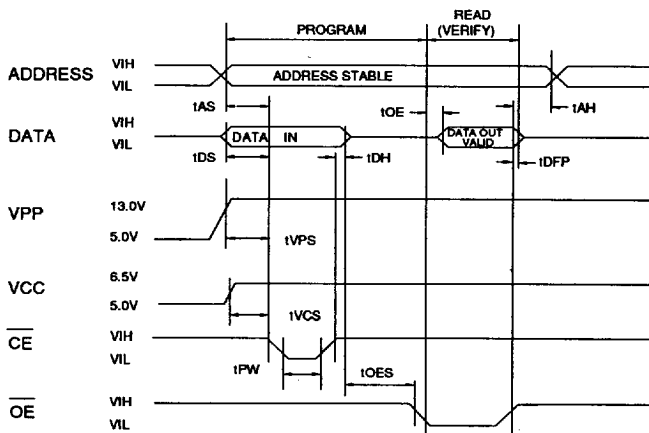 PROGRAM
READ
(VERIFY)
ADDRESS
VIH
VIL
ADDRESS STABLE
tAS
tOE
tAH
DATA
VIH
VIL
DATA IN
DATA OUT
VALID
tDS
tDH
tDFP
VPP
13.0V
5.0V
tVPS
VCC
6.5V
5.0V
tVCS
CE
VIH
VIL
tPW
tOES
OE
VIH
VIL